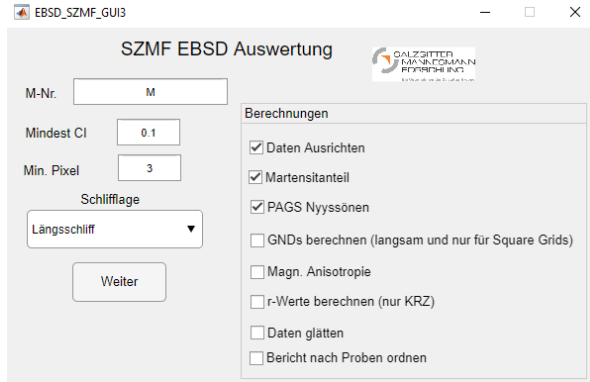 EBSD_SZMF_GUI3
SZMF EBSD Auswertung
SALZGITTER
MANNESMANN
FORSCHUNG
M-Nr.
M
Mindest CI
0.1
Min. Pixel
3
Schlifflage
Längsschliff
Weiter
Berechnungen
Daten Ausrichten
Martensitanteil
PAGS Nyyssönen
GNDs berechnen (langsam und nur für Square Grids)
Magn. Anisotropie
r-Werte berechnen (nur KRZ)
Daten glätten
Bericht nach Proben ordnen